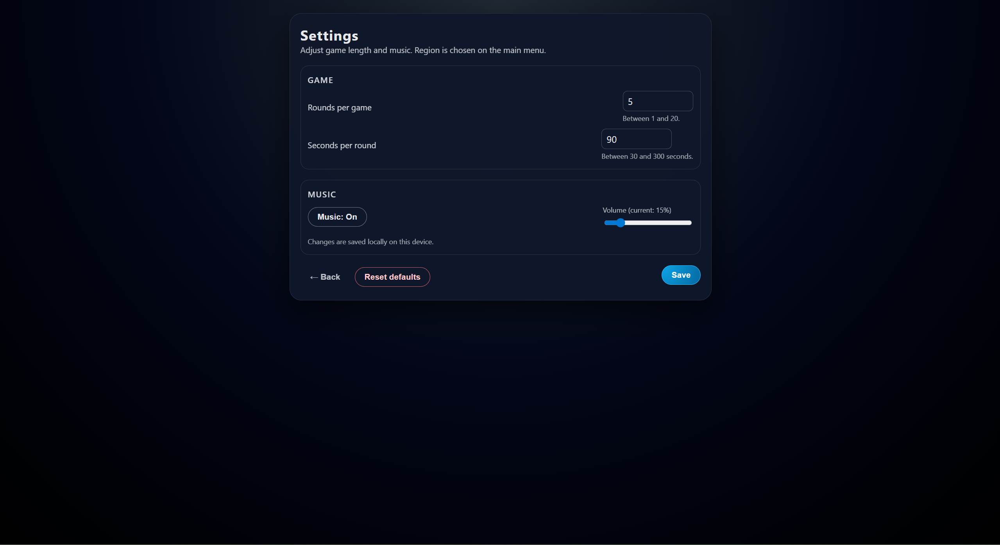 Settings
Adjust game length and music. Region is chosen on the main menu.
GAME
Rounds per game
5
Between 1 and 20.
Seconds per round
90
Between 30 and 300 seconds.
MUSIC
Music: On
Volume (current: 15%)
Changes are saved locally on this device.
← Back
Reset defaults
Save